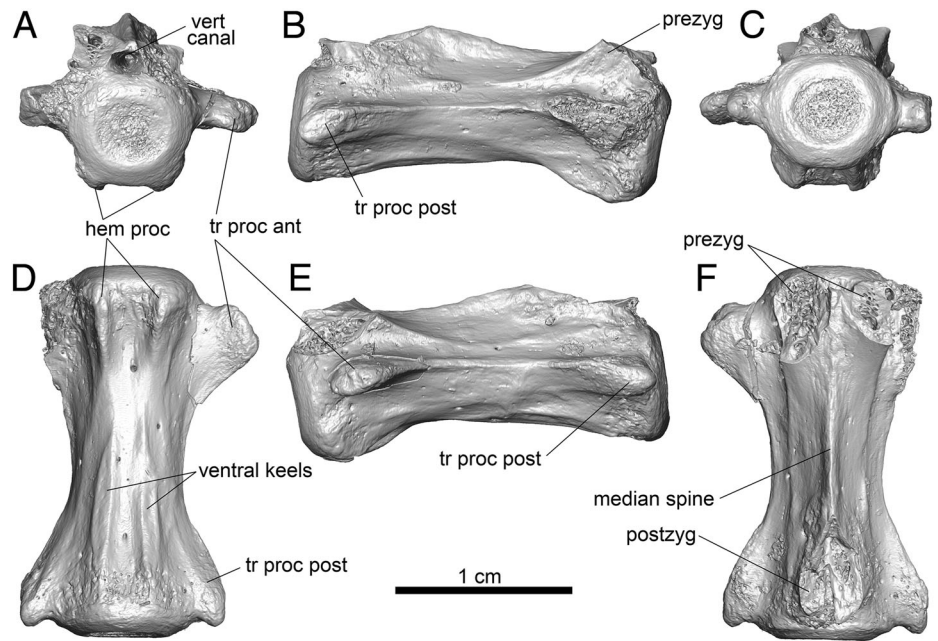 A
vert
canal
B
prezyg
C
tr proc post
hem proc
tr proc ant
D
E
prezyg
F
ventral keels
tr proc post
median spine
postzyg
tr proc post
1 cm